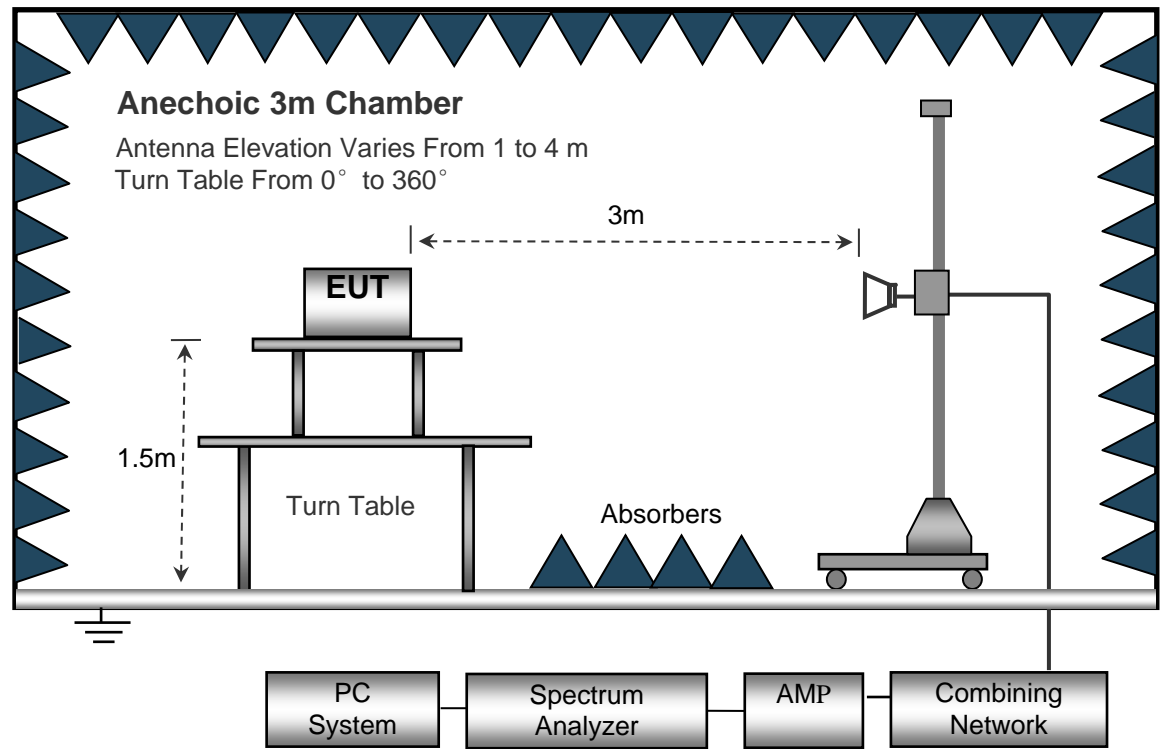 Anechoic 3m Chamber
Antenna Elevation Varies From 1 to 4 m
Turn Table From 0° to 360°
3m
EUT
1.5m
Turn Table
Absorbers
PC
System
Spectrum
Analyzer
AMP
Combining
Network